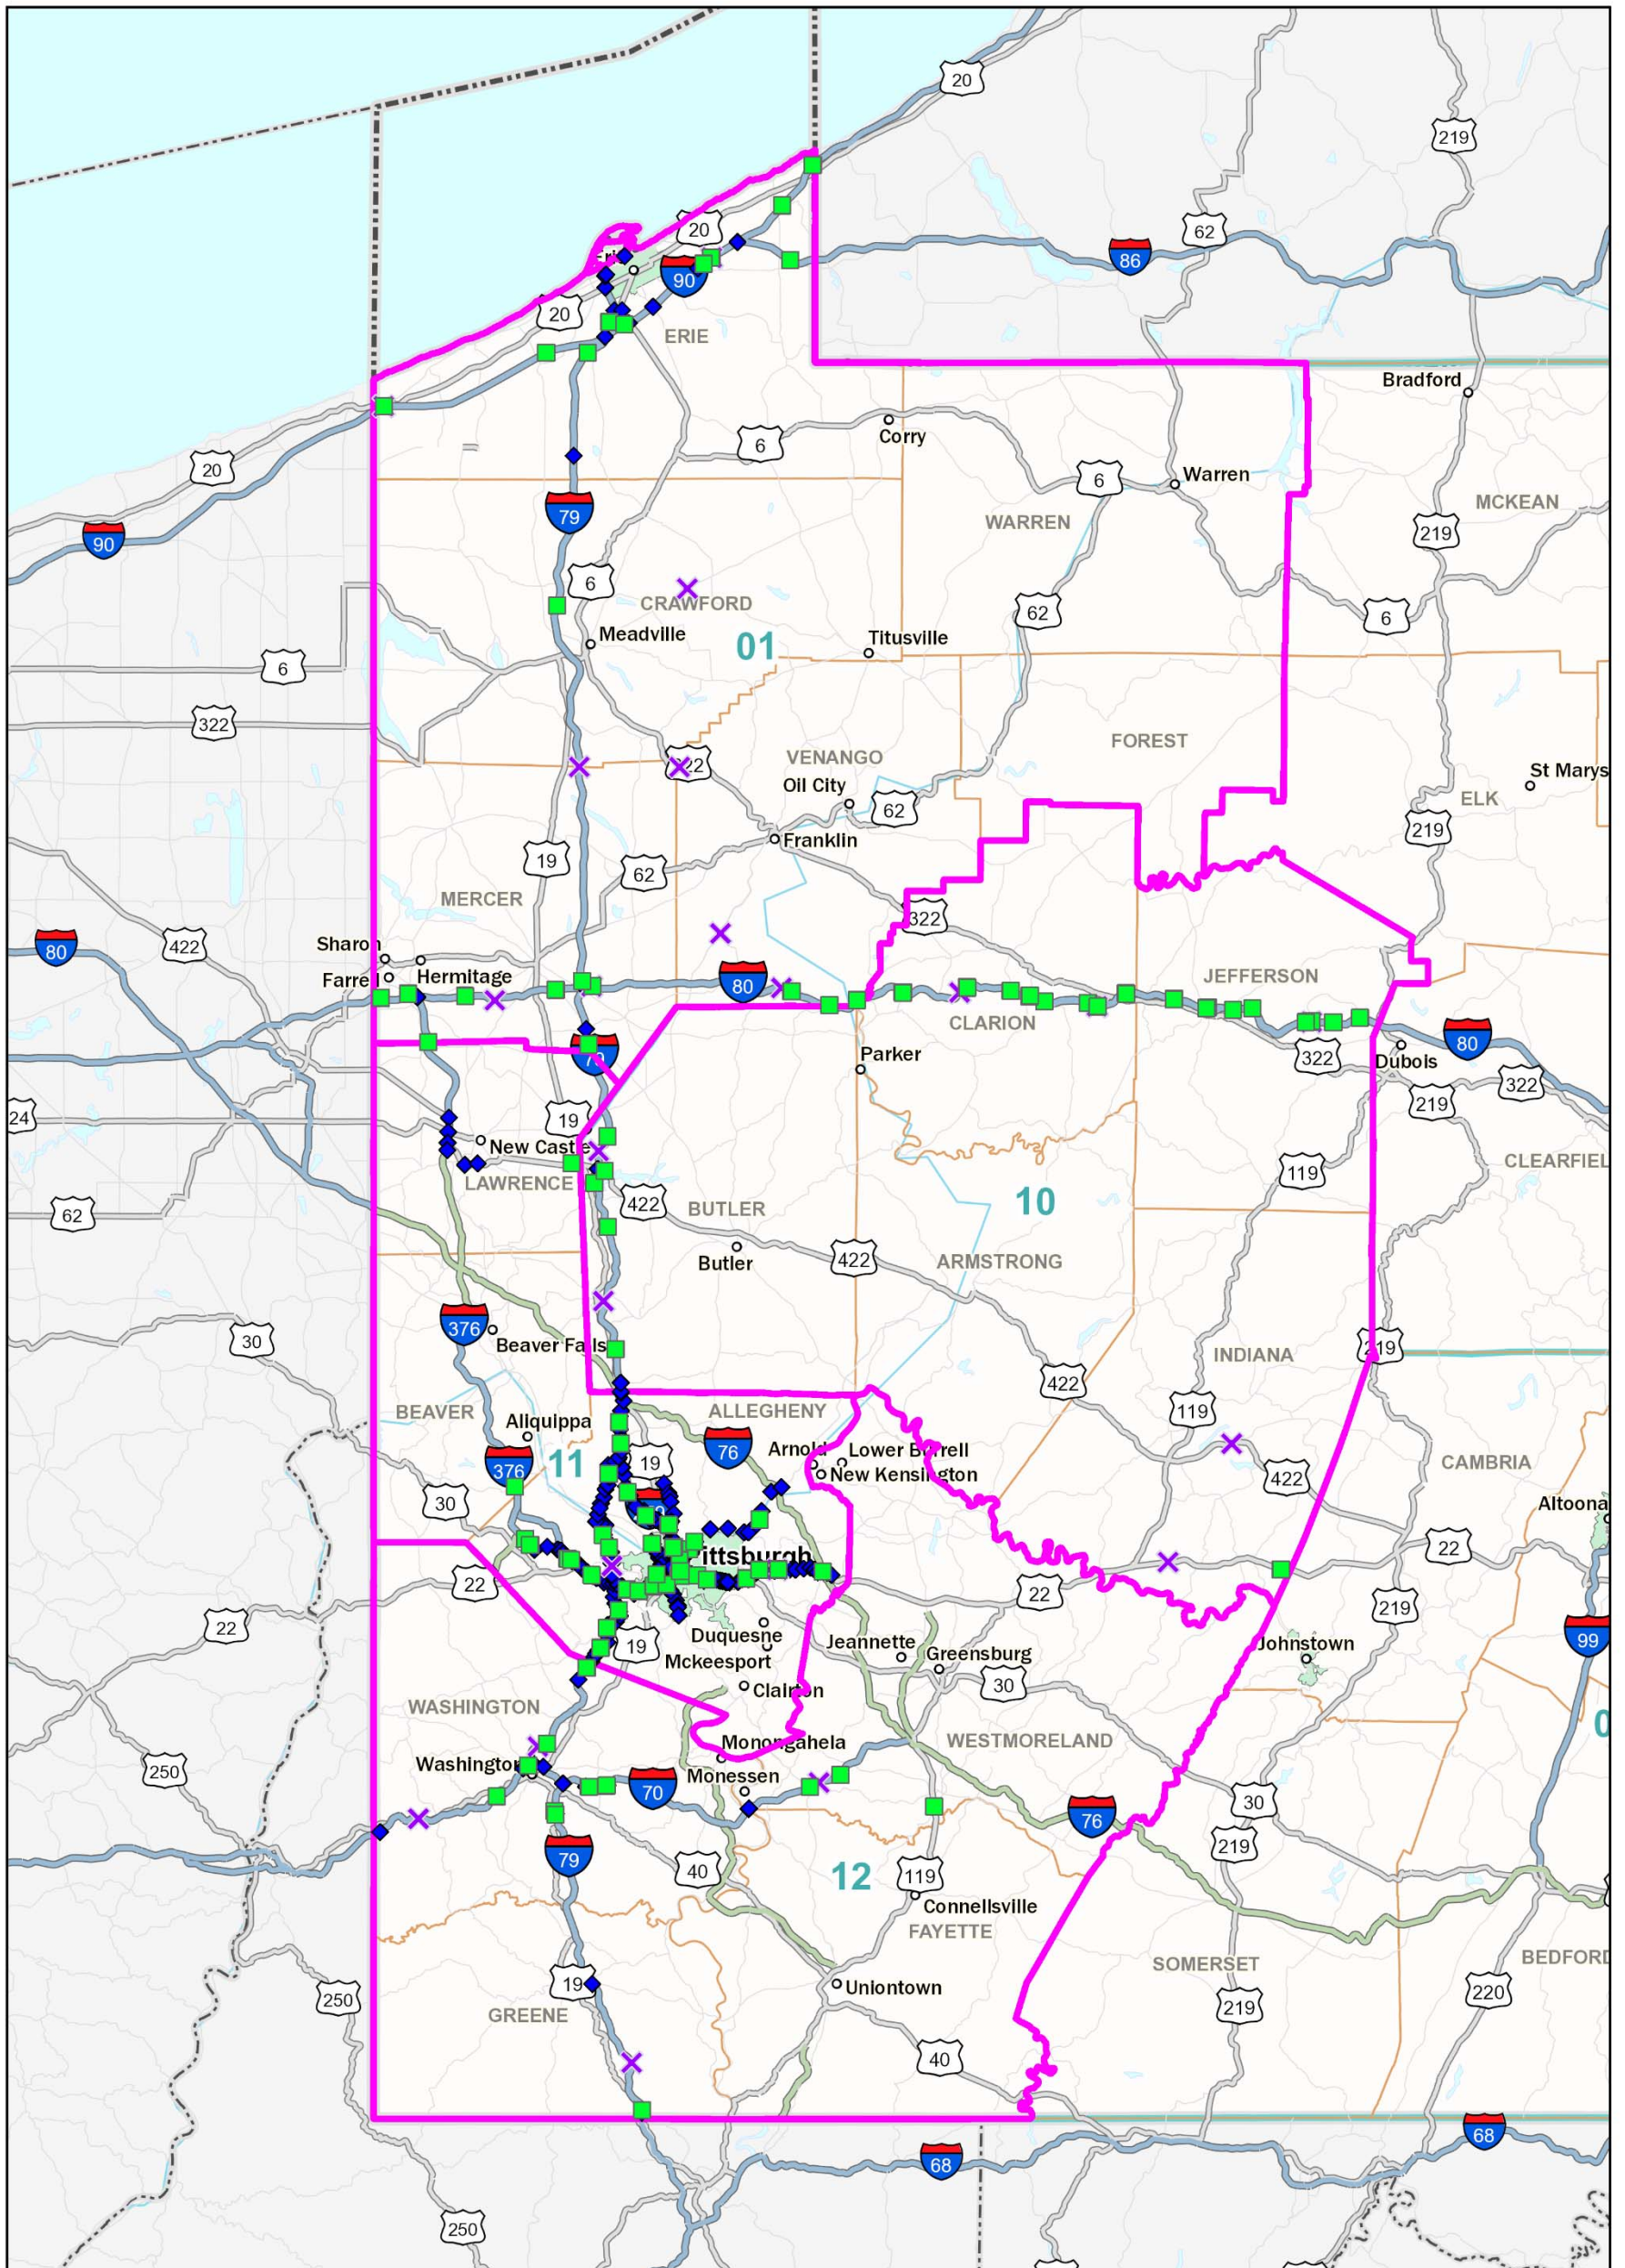 20
219
62
20
86
Erie
90
20
ERIE
Bradford
6
Corry
20
6
Warren
MCKEAN
79
WARREN
219
90
6
CRAWFORD
62
6
Meadville
01
Titusville
6
322
FOREST
VENANGO
St Marys
Oil City
ELK
62
219
Franklin
19
62
MERCER
322
80
422
Sharon
Farrell
Hermitage
80
JEFFERSON
CLARION
80
79
Parker
322
Dubois
322
219
24
19
New Castle
119
CLEARFIEL
LAWRENCE
62
422
BUTLER
10
Butler
422
ARMSTRONG
376
30
Beaver Falls
219
INDIANA
422
BEAVER
Aliquippa
ALLEGHENY
119
76
Arnold
Lower Burrell
11
19
376
New Kensington
422
CAMBRIA
30
Altoona
Pittsburgh
22
22
22
22
219
Duquesne
19
Jeannette
Johnstown
99
Mckeesport
Greensburg
30
Clairton
WASHINGTON
0
Monongahela
WESTMORELAND
Washington
250
Monessen
70
30
76
219
79
40
12
119
Connellsville
FAYETTE
SOMERSET
BEDFORD
19
Uniontown
250
220
GREENE
219
40
68
68
250